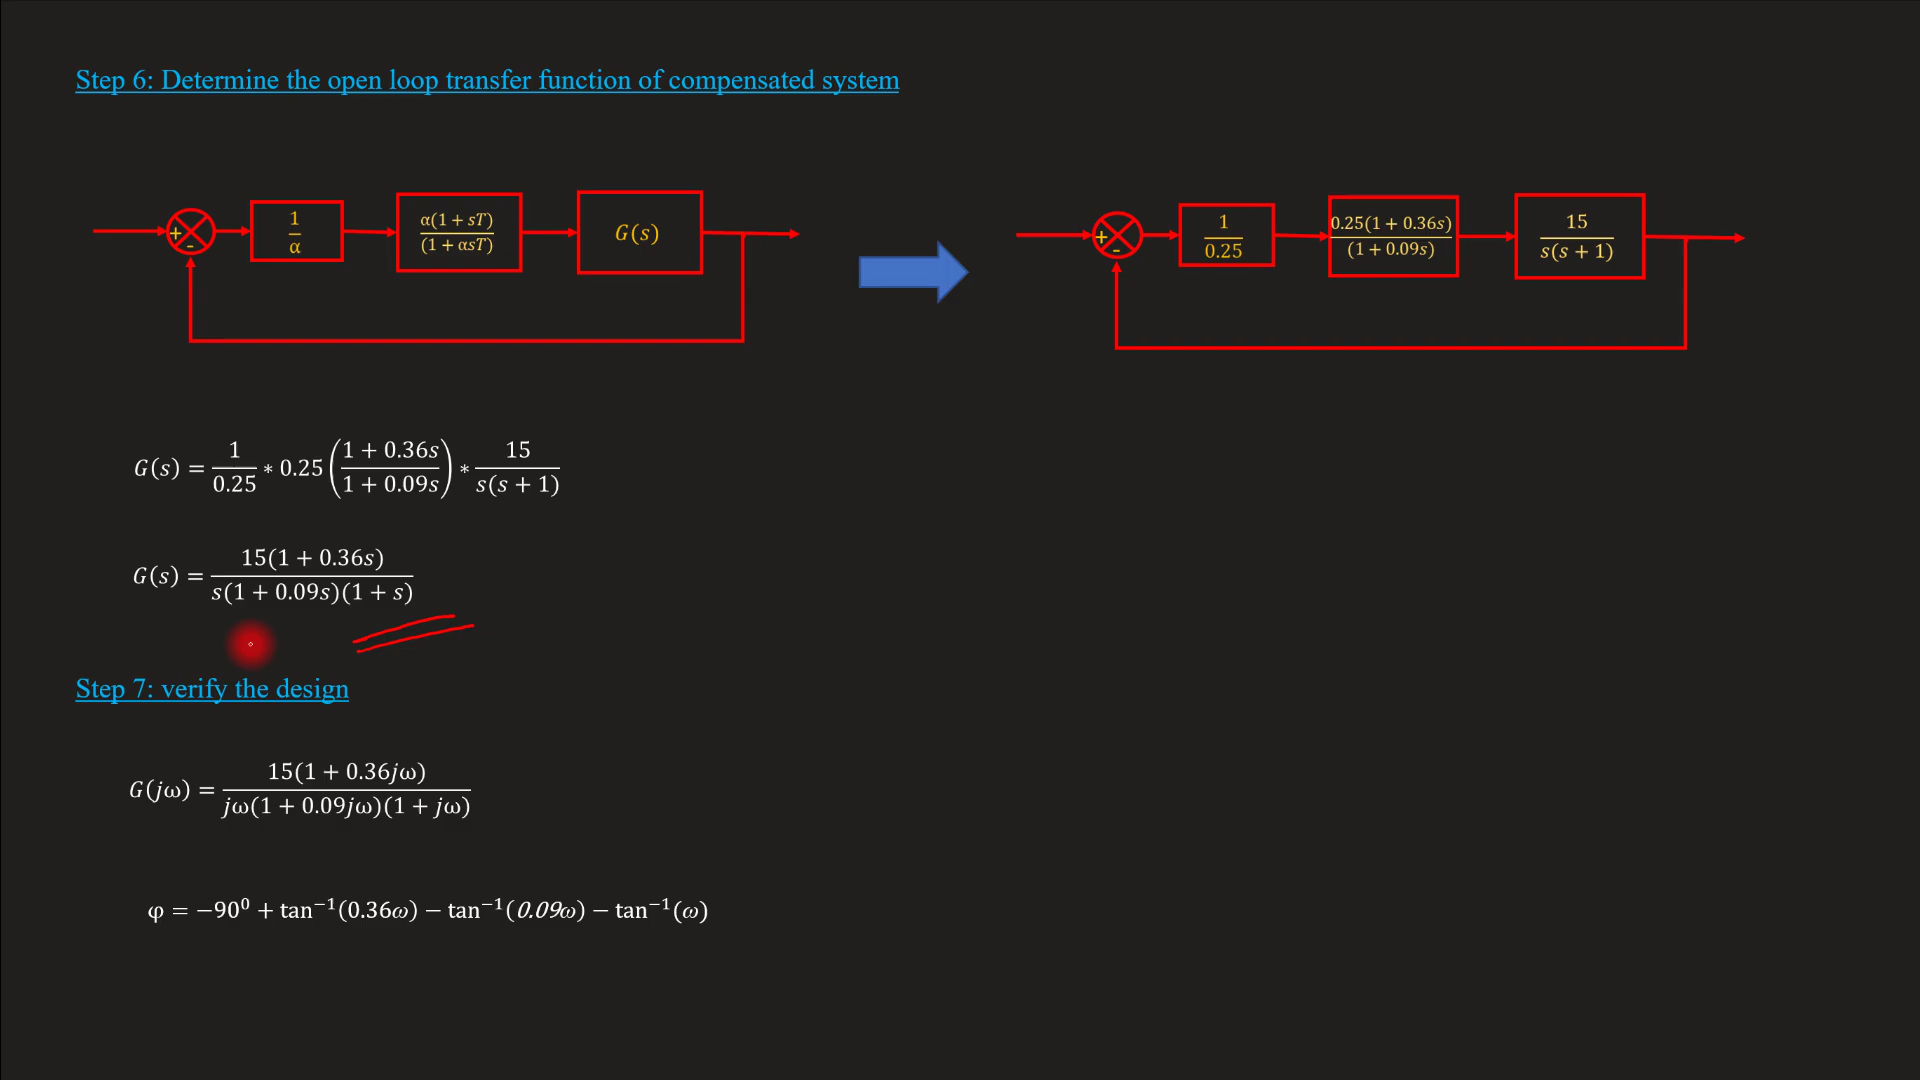 Step 6: Determine the open loop transfer function of compensated system
+
-
1/α
α(1 + sT)/(1 + αsT)
G(s)
+
-
1/0.25
0.25(1 + 0.36s)/(1 + 0.09s)
15/s(s + 1)
G(s) = 1/0.25 * 0.25 ((1 + 0.36s)/(1 + 0.09s)) * 15/s(s + 1)
G(s) = 15(1 + 0.36s)/s(1 + 0.09s)(1 + s)
Step 7: verify the design
G(jω) = 15(1 + 0.36jω)/jω(1 + 0.09jω)(1 + jω)
φ = −90⁰ + tan⁻¹(0.36ω) − tan⁻¹(0.09ω) − tan⁻¹(ω)